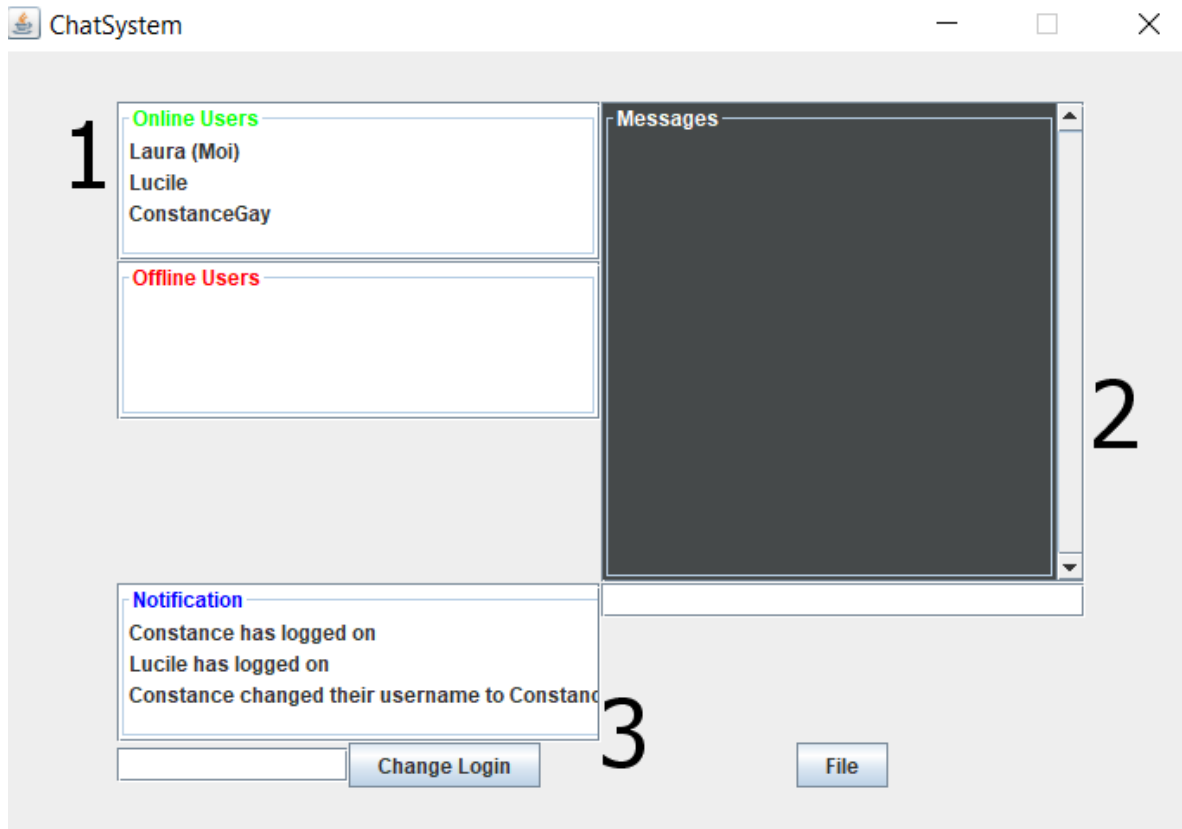 ChatSystem
1
Online Users
Laura (Moi)
Lucile
ConstanceGay
Offline Users
Messages
2
Notification
Constance has logged on
Lucile has logged on
Constance changed their username to Constanc
3
Change Login
File